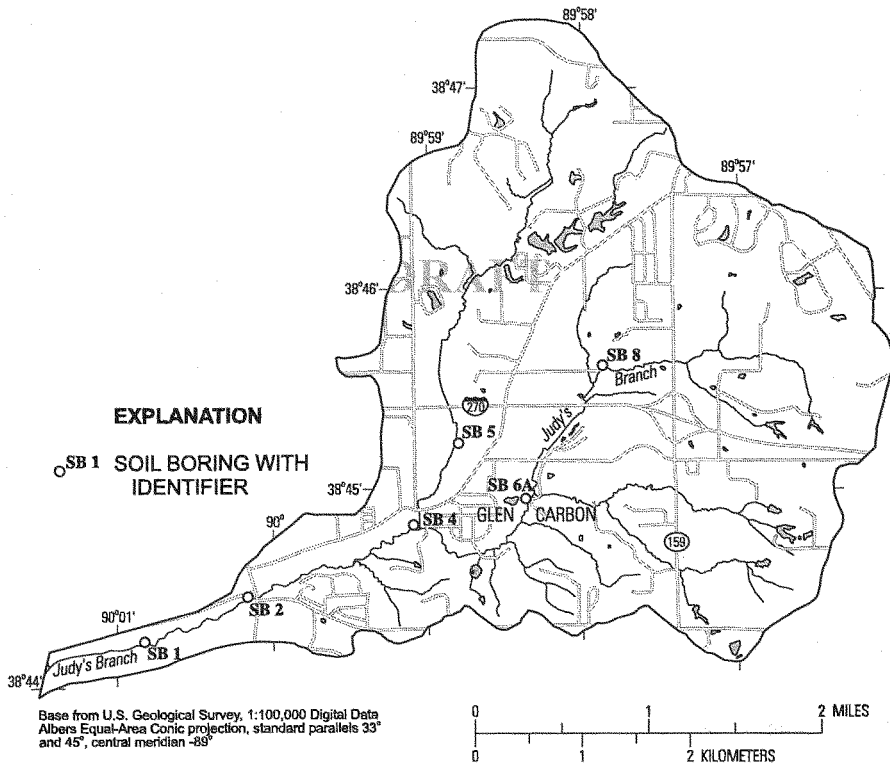 89°58'
38°47'
89°59'
89°57'
DRAFT
38°46'
SB 8
Branch
270
Judy's
EXPLANATION
SB 5
SB 1 SOIL BORING WITH
IDENTIFIER
38°45'
SB 6A
GLEN CARBON
SB 4
90°
159
SB 2
90°01'
SB 1
Judy's Branch
38°44'
Base from U.S. Geological Survey, 1:100,000 Digital Data
Albers Equal-Area Conic projection, standard parallels 33°
and 45°, central meridian -89°
0 1 2 MILES
0 1 2 KILOMETERS